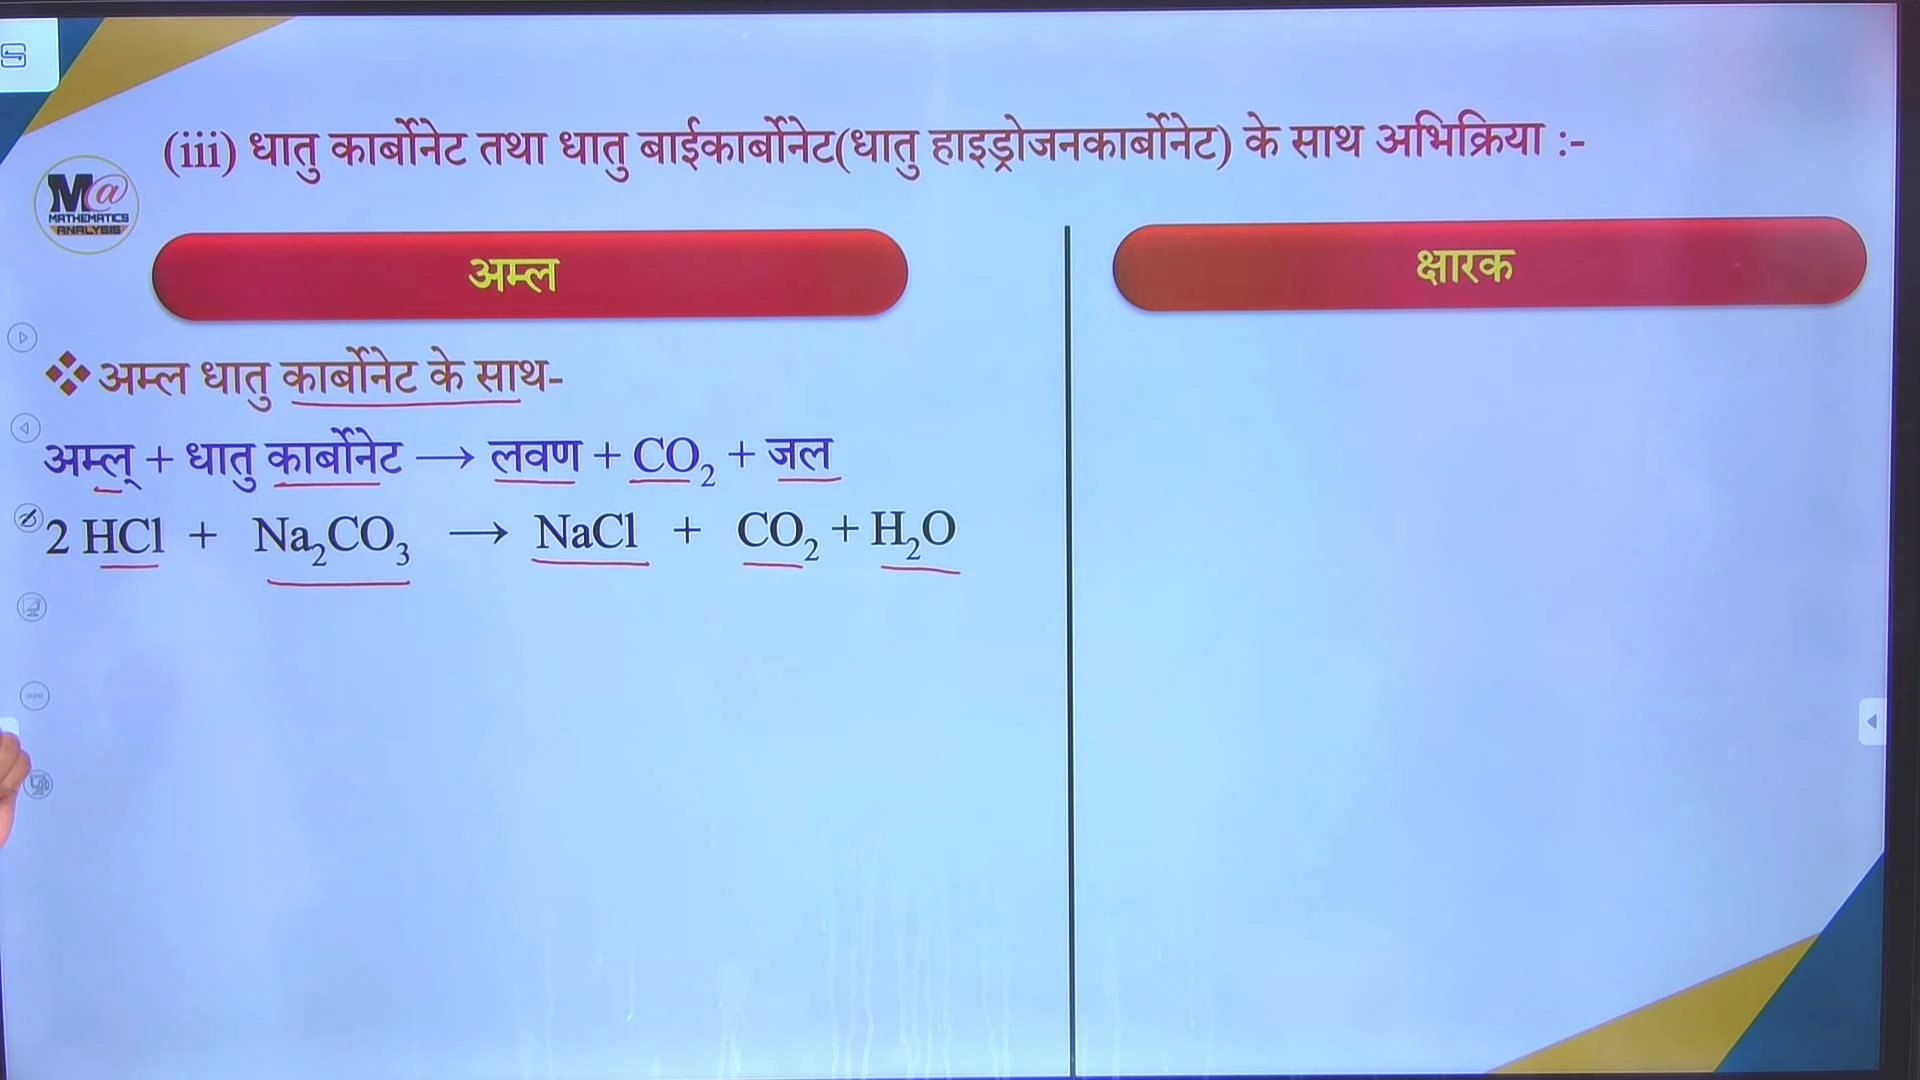 (iii) धातु कार्बोनेट तथा धातु बाईकार्बोनेट(धातु हाइड्रोजनकार्बोनेट) के साथ अभिक्रिया :-
M@
MATHEMATICS
ANALYSIS
अम्ल
क्षारक
❖ अम्ल धातु कार्बोनेट के साथ-
अम्ल् + धातु कार्बोनेट → लवण + CO₂ + जल
2 HCl + Na₂CO₃ → NaCl + CO₂ + H₂O